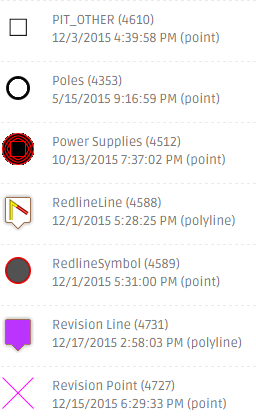 PIT_OTHER (4610)
12/3/2015 4:39:58 PM (point)
Poles (4353)
5/15/2015 9:16:59 PM (point)
Power Supplies (4512)
10/13/2015 7:37:02 PM (point)
RedlineLine (4588)
12/1/2015 5:28:25 PM (polyline)
RedlineSymbol (4589)
12/1/2015 5:31:00 PM (point)
Revision Line (4731)
12/17/2015 2:58:03 PM (polyline)
Revision Point (4727)
12/15/2015 6:29:33 PM (point)